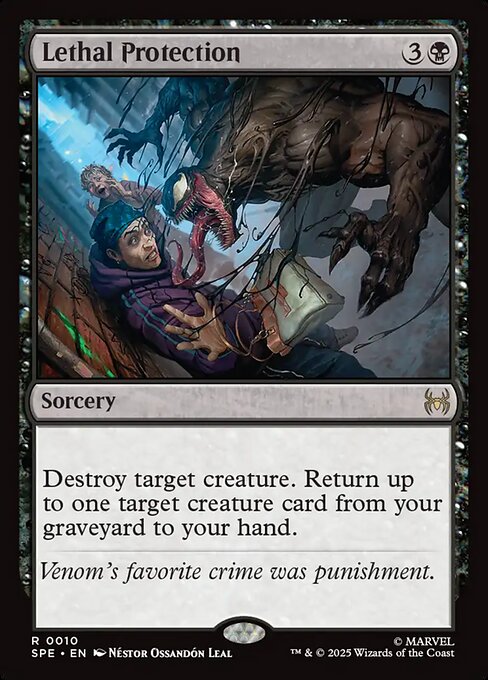 Lethal Protection 3
Sorcery
Destroy target creature. Return up
to one target creature card from your
graveyard to your hand.
Venom's favorite crime was punishment.
R 0010
SPE • EN Néstor Ossandón Leal
© MARVEL
™ & © 2025 Wizards of the Coast